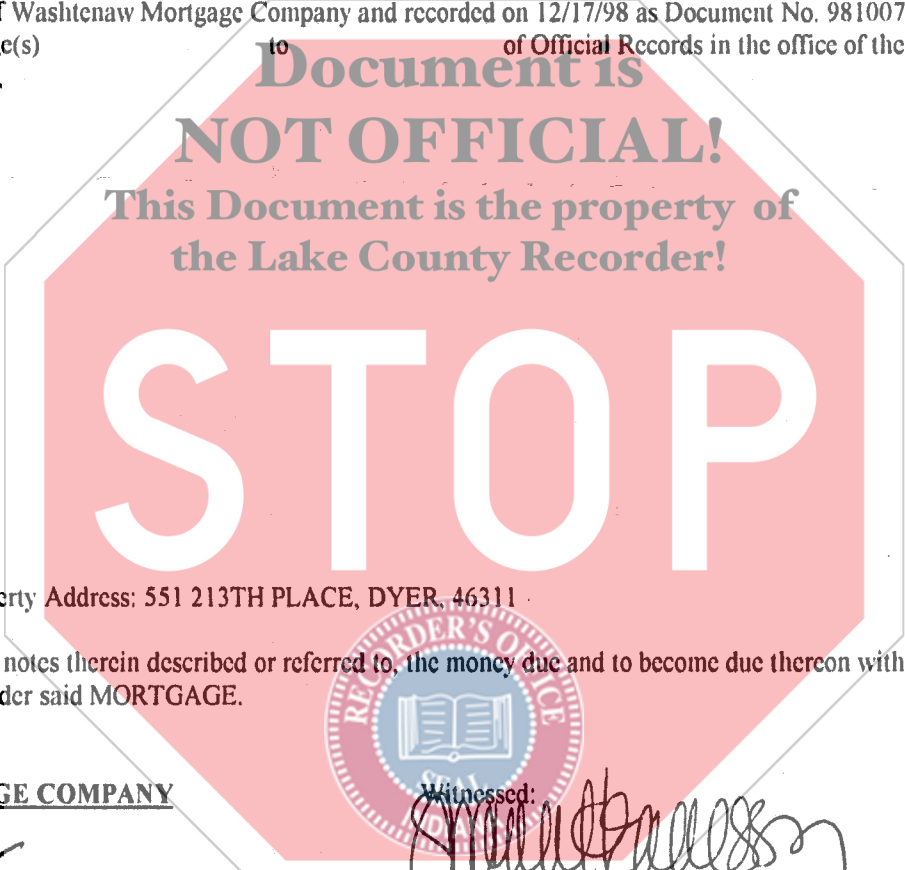 f Washtenaw Mortgage Company and recorded on 12/17/98 as Document No. 981007
e(s) to of Official Records in the office of the
Document is
NOT OFFICIAL!
This Document is the property of
the Lake County Recorder!
STOP
erty Address: 551 213TH PLACE, DYER, 46311
notes therein described or referred to, the money due and to become due thereon with
der said MORTGAGE.
RECORDER'S OFFICE
SEAL
GE COMPANY Witnessed: